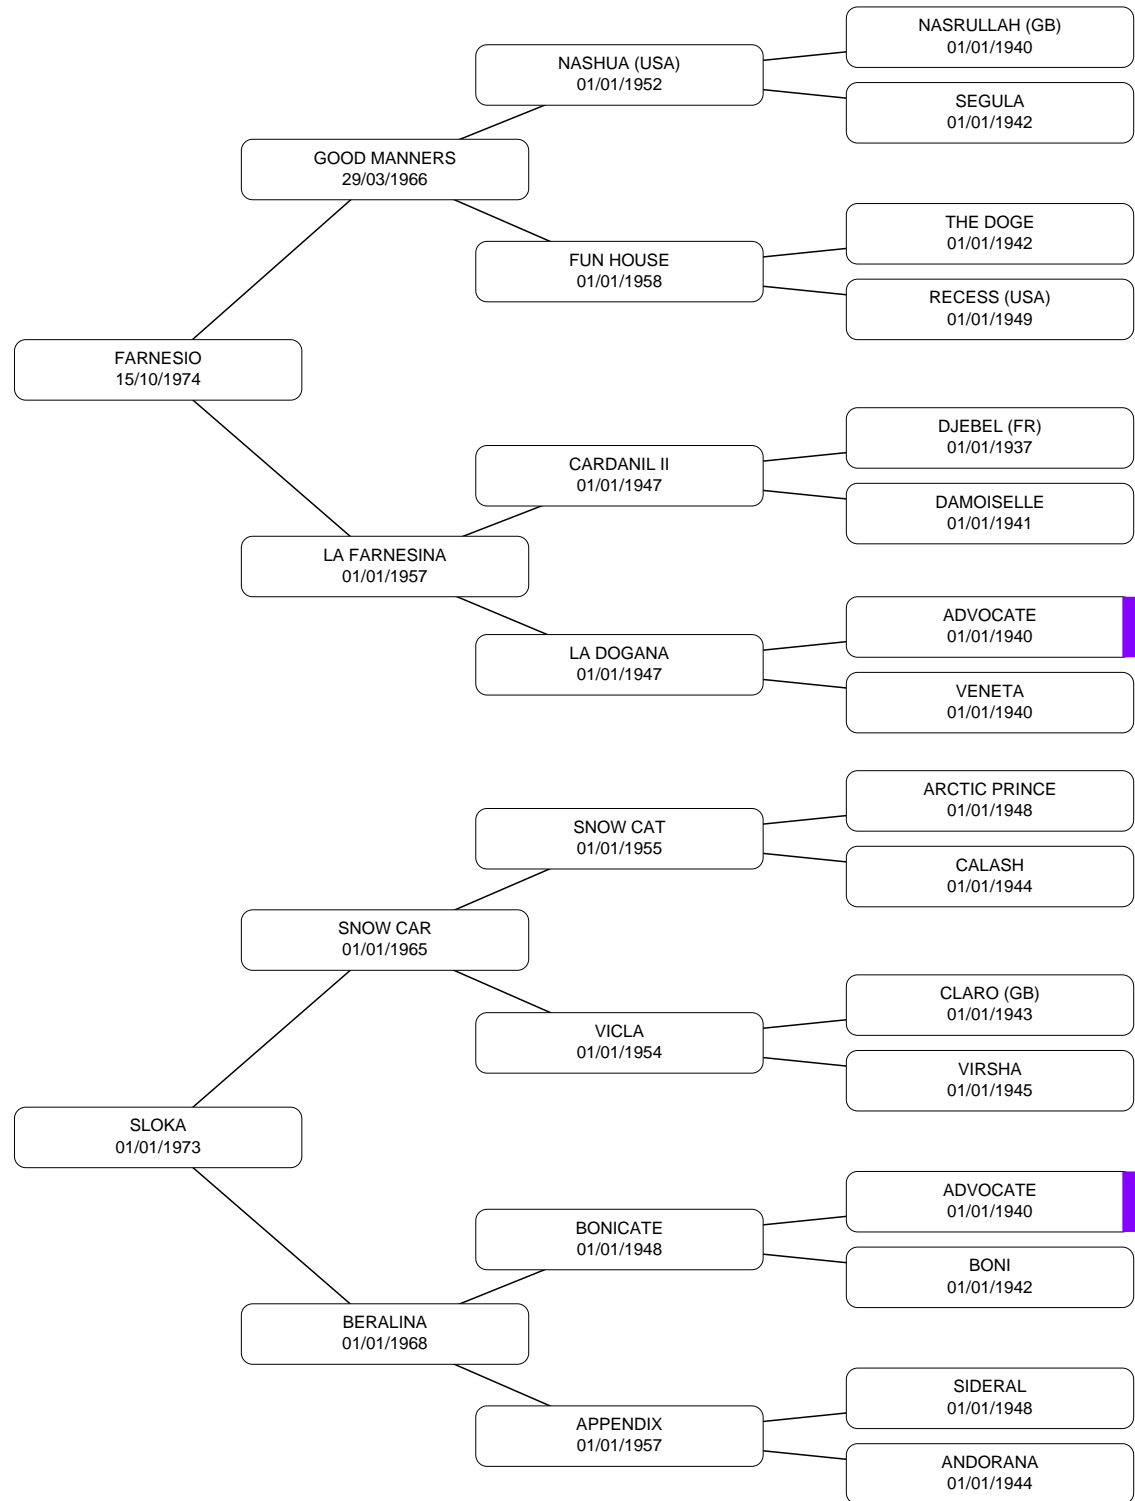 NASRULLAH (GB)
01/01/1940
NASHUA (USA)
01/01/1952
SEGULA
01/01/1942
GOOD MANNERS
29/03/1966
THE DOGE
01/01/1942
FUN HOUSE
01/01/1958
RECESS (USA)
01/01/1949
FARNESIO
15/10/1974
DJEBEL (FR)
01/01/1937
CARDANIL II
01/01/1947
DAMOISELLE
01/01/1941
LA FARNESINA
01/01/1957
ADVOCATE
01/01/1940
LA DOGANA
01/01/1947
VENETA
01/01/1940
ARCTIC PRINCE
01/01/1948
SNOW CAT
01/01/1955
CALASH
01/01/1944
SNOW CAR
01/01/1965
CLARO (GB)
01/01/1943
VICLA
01/01/1954
VIRSHA
01/01/1945
SLOKA
01/01/1973
ADVOCATE
01/01/1940
BONICATE
01/01/1948
BONI
01/01/1942
BERALINA
01/01/1968
SIDERAL
01/01/1948
APPENDIX
01/01/1957
ANDORANA
01/01/1944